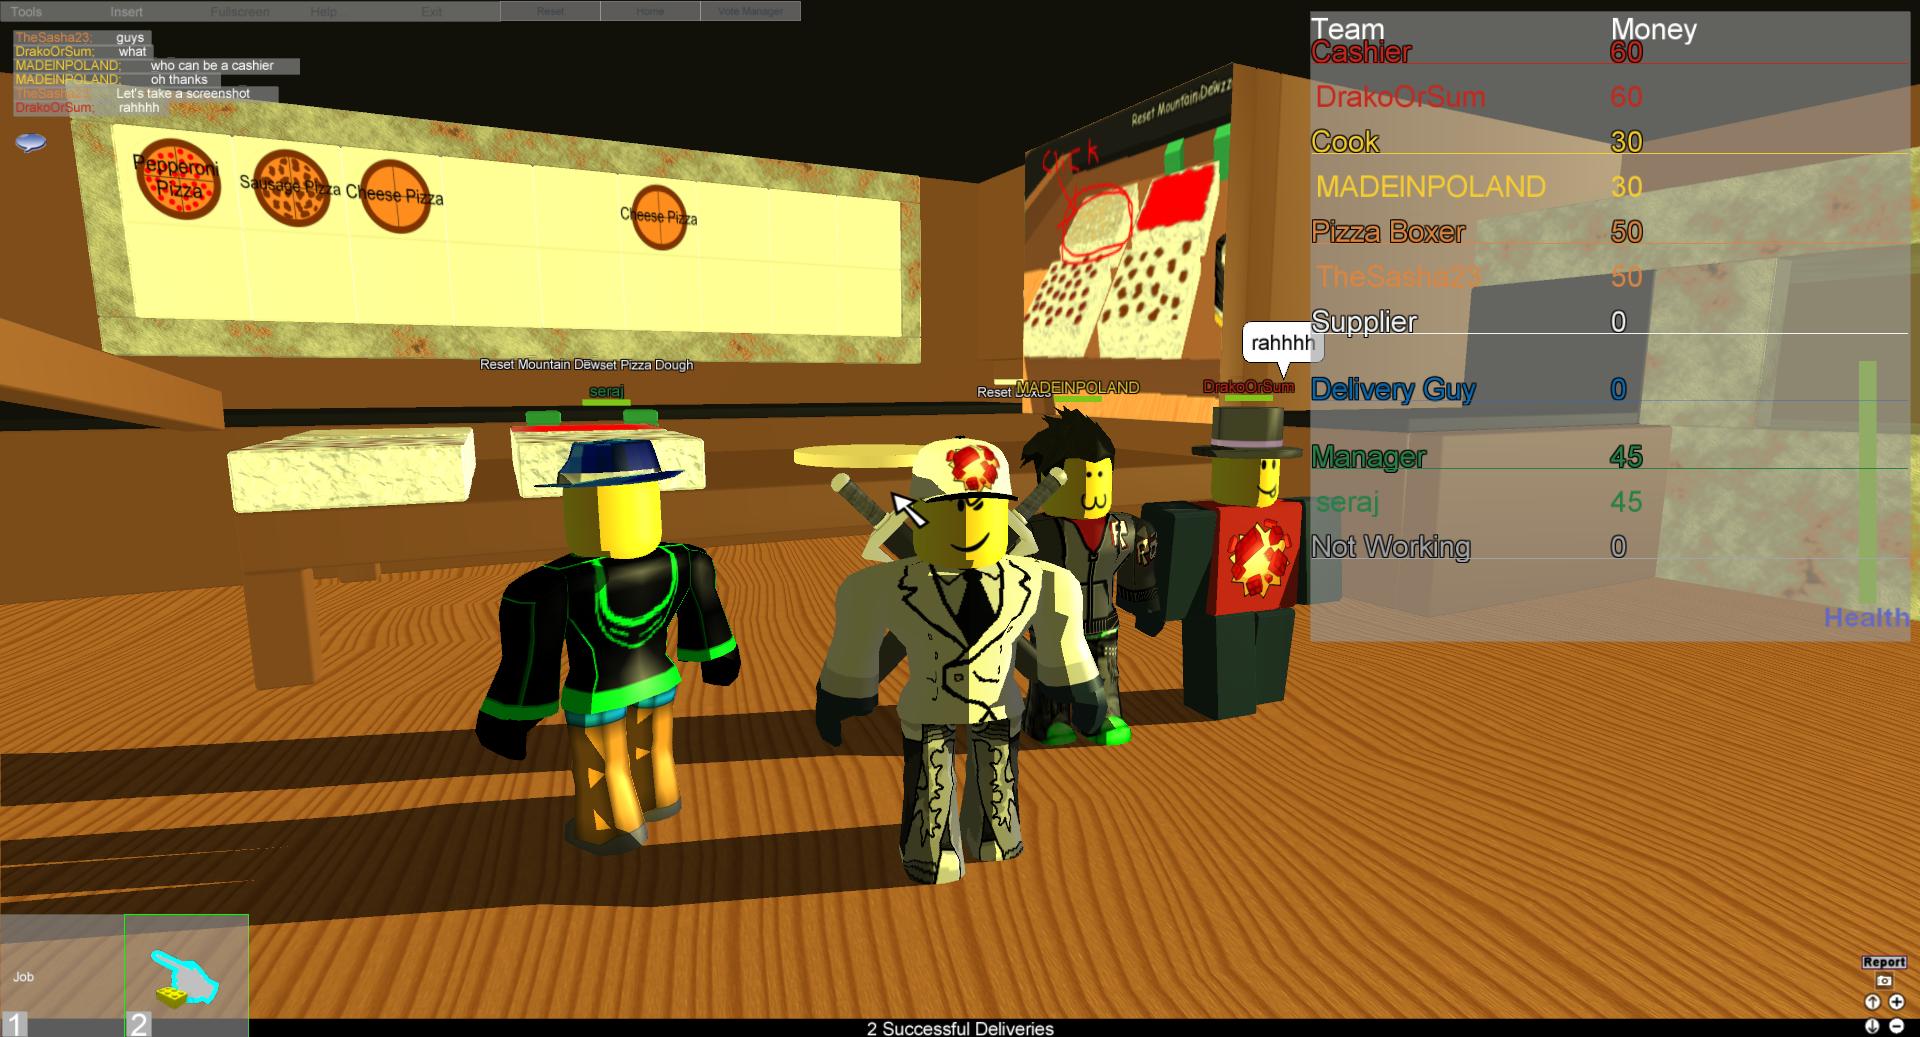 Tools Insert Fullscreen Help Exit Reset Home Vote Manager
TheSasha23; guys
DrakoOrSum; what
MADEINPOLAND; who can be a cashier
MADEINPOLAND; oh thanks
TheSasha23; Let's take a screenshot
DrakoOrSum; rahhhh
Pepperoni
Pizza
Sausage Pizza
Cheese Pizza
Cheese Pizza
Reset Mountain Dew
Reset Mountain Dew
set Pizza Dough
seraj
Reset Boxes
MADEINPOLAND
DrakoOrSum
rahhhh
Team Money
Cashier 60
DrakoOrSum 60
Cook 30
MADEINPOLAND 30
Pizza Boxer 50
TheSasha23 50
Supplier 0
Delivery Guy 0
Manager 45
seraj 45
Not Working 0
Health
Job
1
2
2 Successful Deliveries
Report